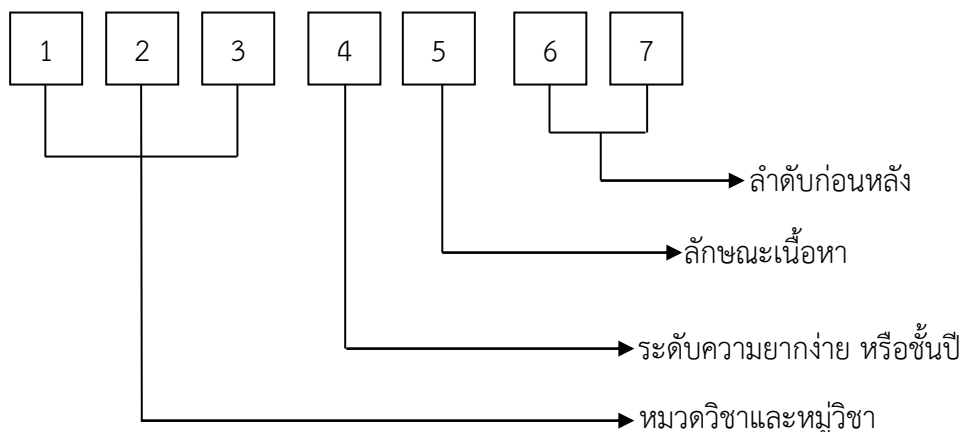 1 2 3 4 5 6 7
ลำดับก่อนหลัง
ลักษณะเนื้อหา
ระดับความยากง่าย หรือชั้นปี
หมวดวิชาและหมู่วิชา